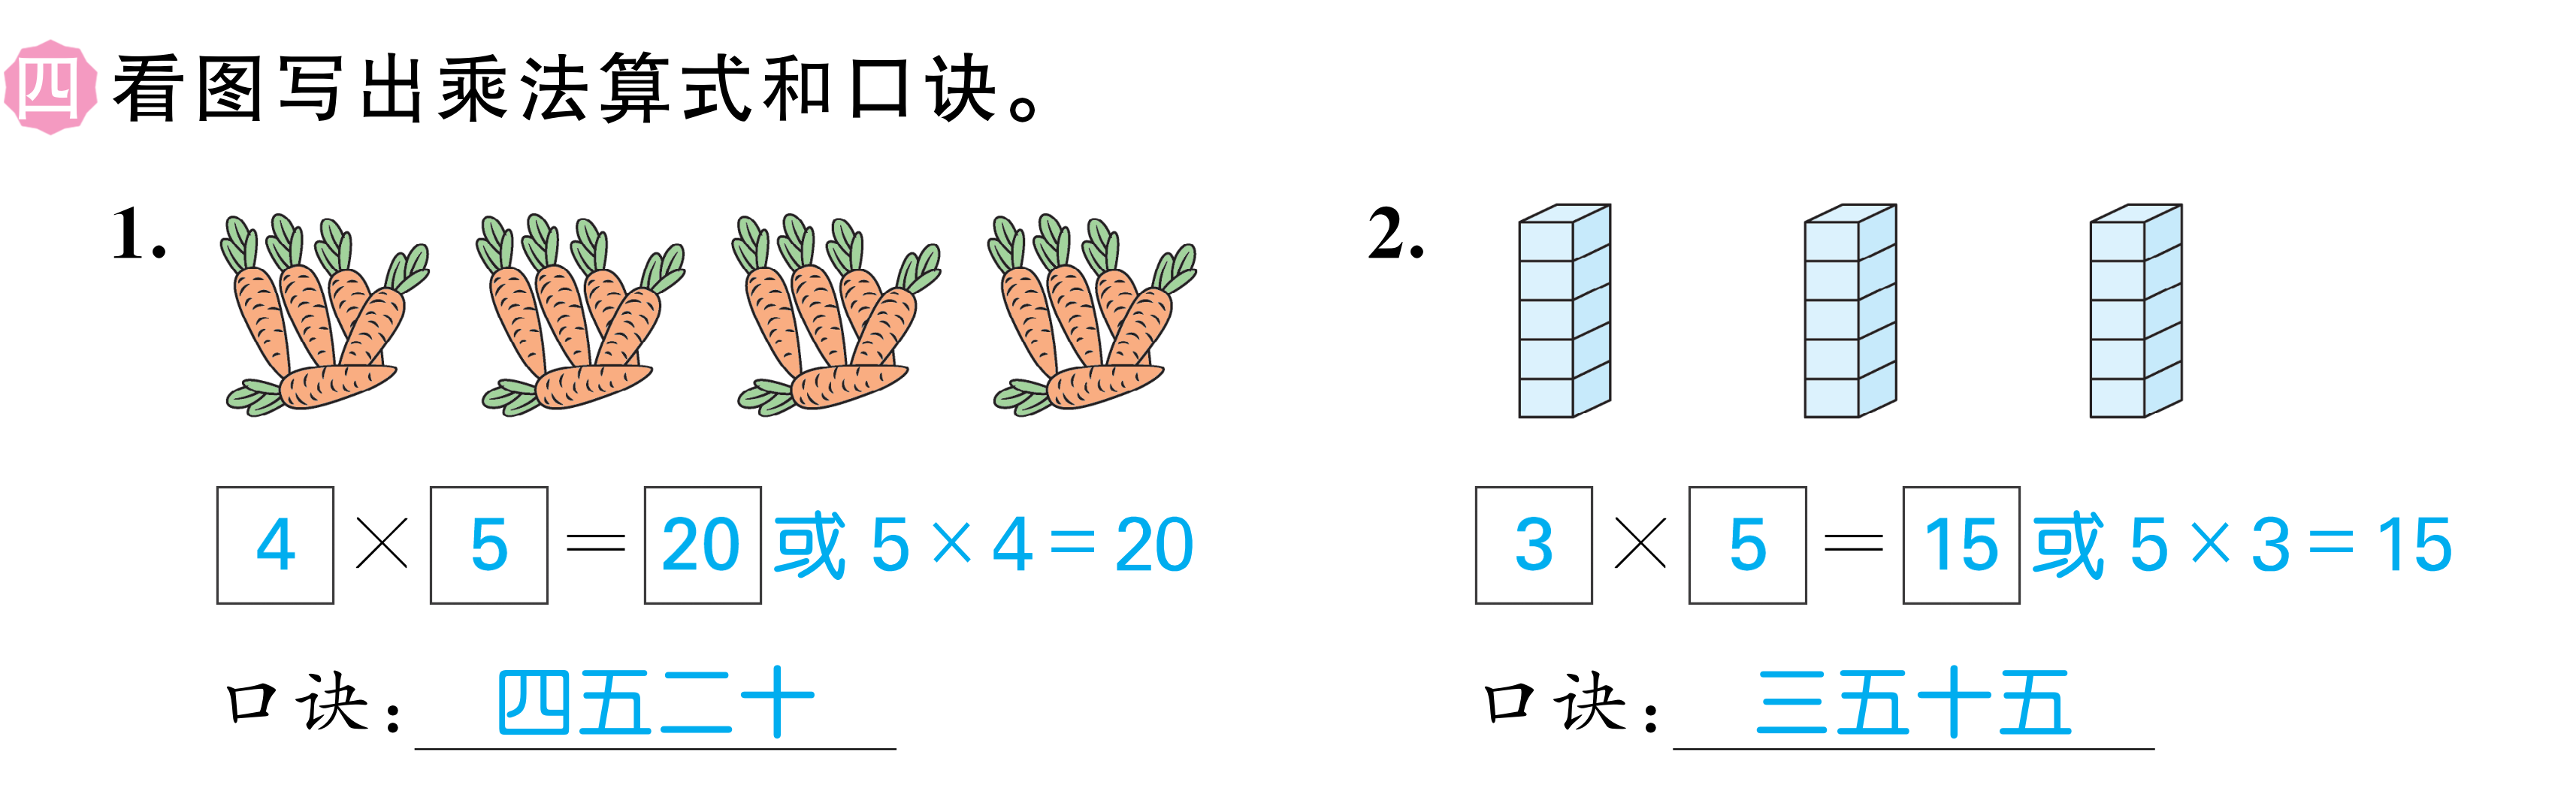 四 看图写出乘法算式和口诀。
1.
4 × 5 = 20 或 5 × 4 = 20
口诀：四五二十
2.
3 × 5 = 15 或 5 × 3 = 15
口诀：三五十五